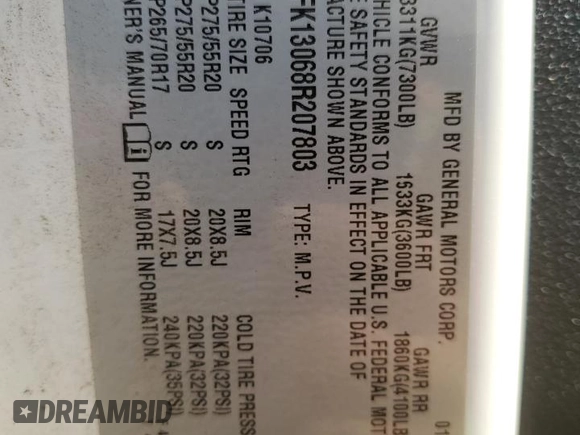 MFD BY GENERAL MOTORS CORP. 01
GVWR GAWR FRT GAWR RR
3311KG(7300LB) 1633KG(3600LB) 1860KG(4100LB
HICLE CONFORMS TO ALL APPLICABLE U.S. FEDERAL MOT
E SAFETY STANDARDS IN EFFECT ON THE DATE OF
ACTURE SHOWN ABOVE.
FK13068R207803 TYPE: M.P.V.
K10706
TIRE SIZE SPEED RTG RIM COLD TIRE PRESS
P275/55R20 S 20X8.5J 220KPA(32PSI)
P275/55R20 S 20X8.5J 220KPA(32PSI)
P265/70R17 S 17X7.5J 240KPA(35PSI)
NER'S MANUAL i FOR MORE INFORMATION.
DREAMBID